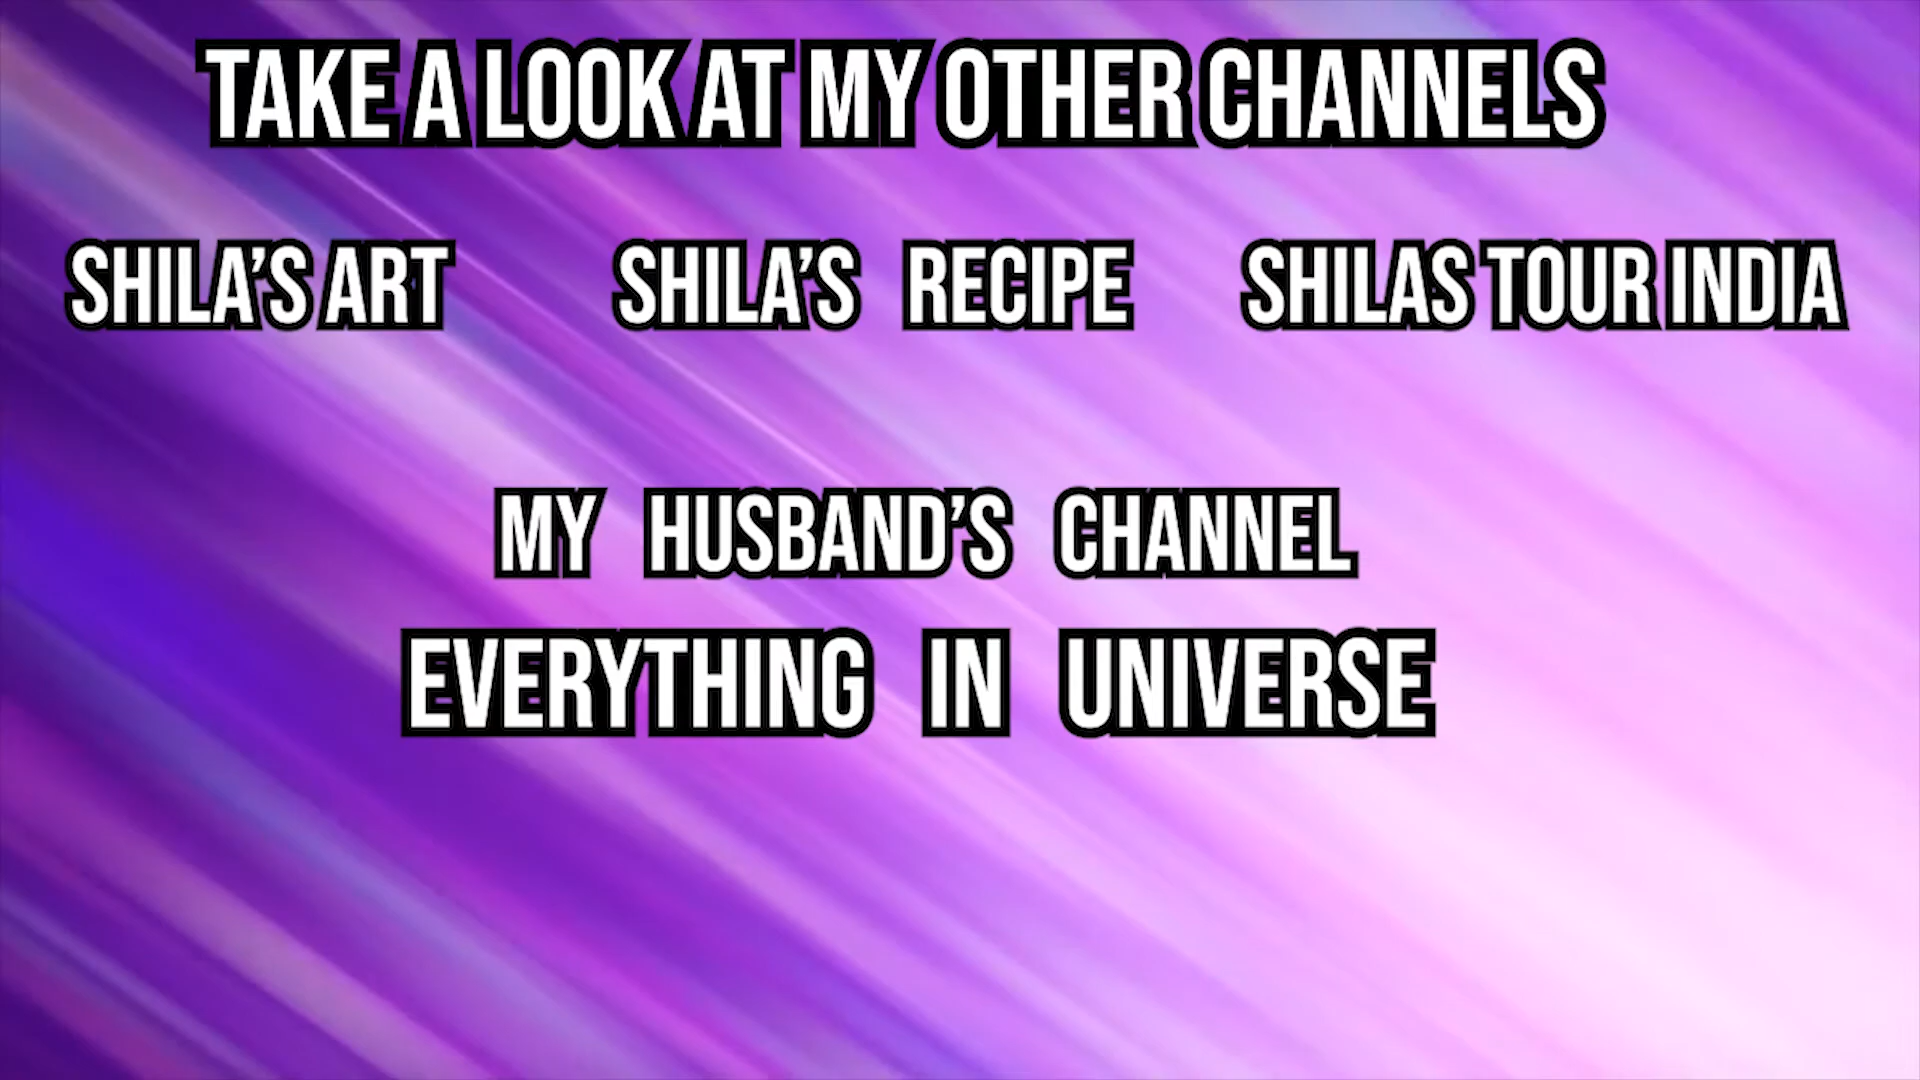 TAKE A LOOK AT MY OTHER CHANNELS
SHILA'S ART SHILA'S RECIPE SHILAS TOUR INDIA
MY HUSBAND'S CHANNEL
EVERYTHING IN UNIVERSE